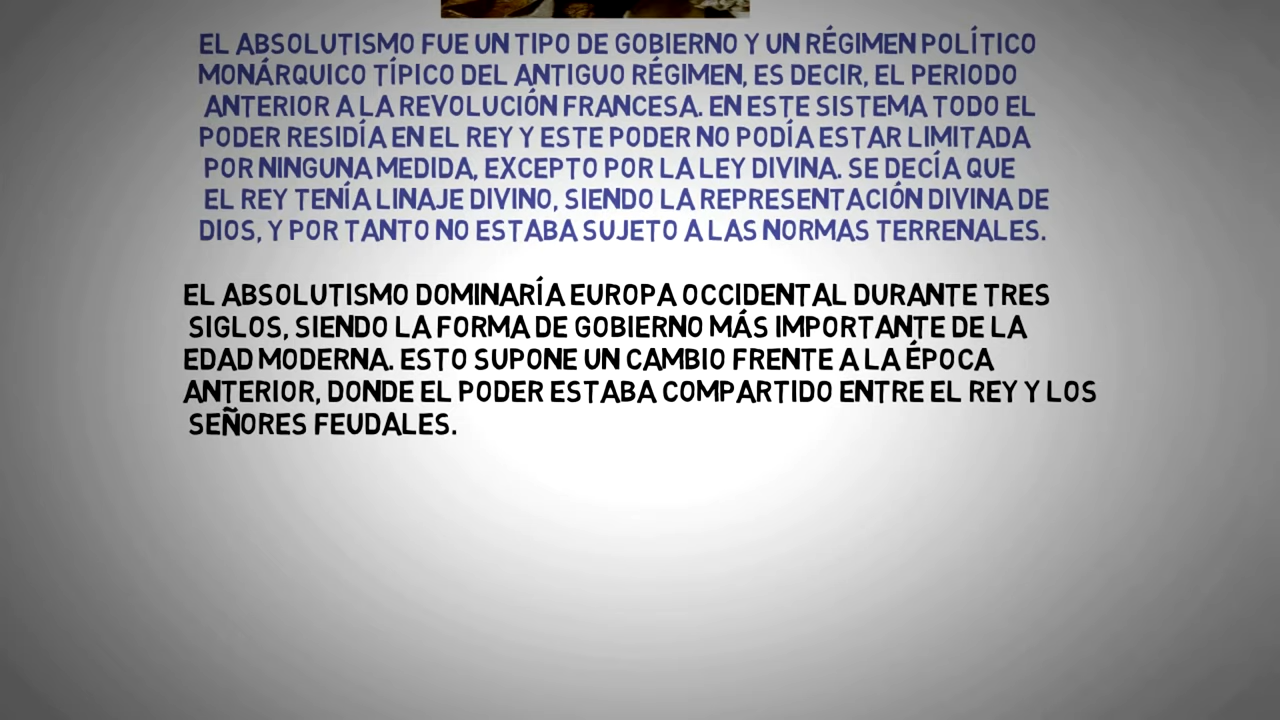 EL ABSOLUTISMO FUE UN TIPO DE GOBIERNO Y UN RÉGIMEN POLÍTICO
MONÁRQUICO TÍPICO DEL ANTIGUO RÉGIMEN, ES DECIR, EL PERIODO
ANTERIOR A LA REVOLUCIÓN FRANCESA. EN ESTE SISTEMA TODO EL
PODER RESIDÍA EN EL REY Y ESTE PODER NO PODÍA ESTAR LIMITADA
POR NINGUNA MEDIDA, EXCEPTO POR LA LEY DIVINA. SE DECÍA QUE
EL REY TENÍA LINAJE DIVINO, SIENDO LA REPRESENTACIÓN DIVINA DE
DIOS, Y POR TANTO NO ESTABA SUJETO A LAS NORMAS TERRENALES.
EL ABSOLUTISMO DOMINARÍA EUROPA OCCIDENTAL DURANTE TRES
SIGLOS, SIENDO LA FORMA DE GOBIERNO MÁS IMPORTANTE DE LA
EDAD MODERNA. ESTO SUPONE UN CAMBIO FRENTE A LA ÉPOCA
ANTERIOR, DONDE EL PODER ESTABA COMPARTIDO ENTRE EL REY Y LOS
SEÑORES FEUDALES.